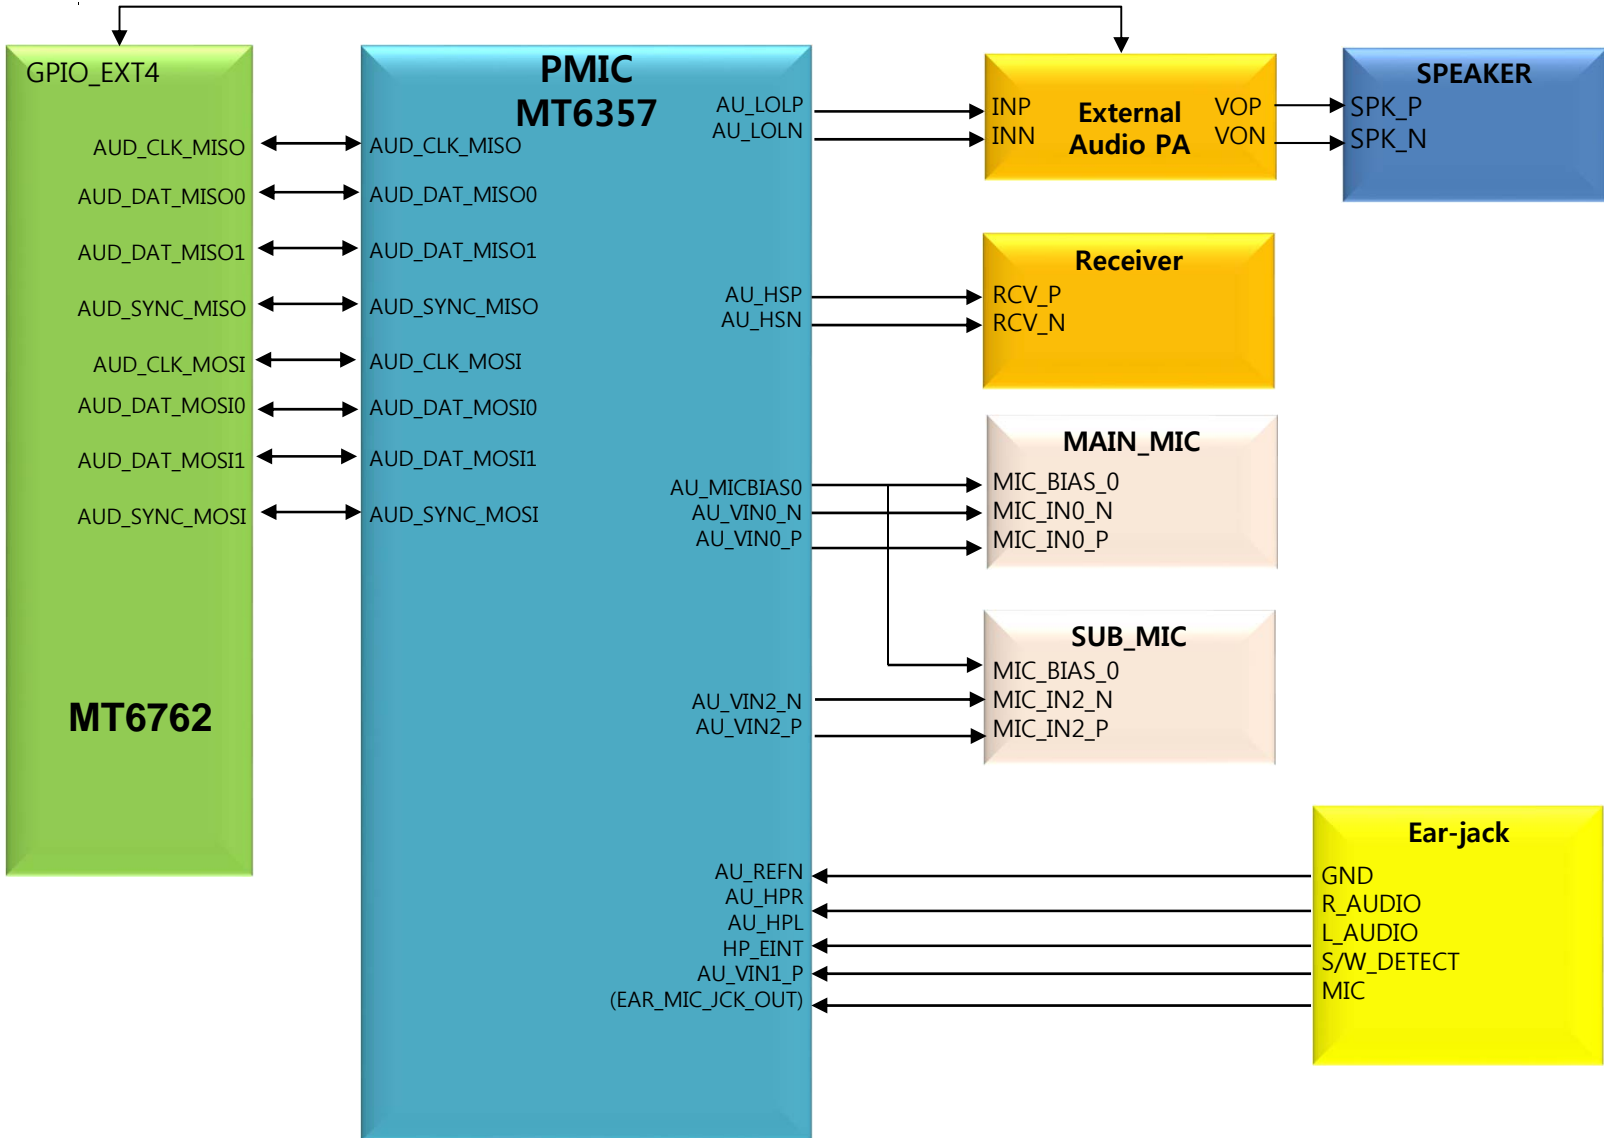 GPIO_EXT4
AUD_CLK_MISO
AUD_DAT_MISO0
AUD_DAT_MISO1
AUD_SYNC_MISO
AUD_CLK_MOSI
AUD_DAT_MOSI0
AUD_DAT_MOSI1
AUD_SYNC_MOSI
MT6762
PMIC
MT6357
AUD_CLK_MISO
AUD_DAT_MISO0
AUD_DAT_MISO1
AUD_SYNC_MISO
AUD_CLK_MOSI
AUD_DAT_MOSI0
AUD_DAT_MOSI1
AUD_SYNC_MOSI
AU_LOLP
AU_LOLN
AU_HSP
AU_HSN
AU_MICBIAS0
AU_VIN0_N
AU_VIN0_P
AU_VIN2_N
AU_VIN2_P
AU_REFN
AU_HPR
AU_HPL
HP_EINT
AU_VIN1_P
(EAR_MIC_JCK_OUT)
INP
INN
External
Audio PA
VOP
VON
SPEAKER
SPK_P
SPK_N
Receiver
RCV_P
RCV_N
MAIN_MIC
MIC_BIAS_0
MIC_IN0_N
MIC_IN0_P
SUB_MIC
MIC_BIAS_0
MIC_IN2_N
MIC_IN2_P
Ear-jack
GND
R_AUDIO
L_AUDIO
S/W_DETECT
MIC